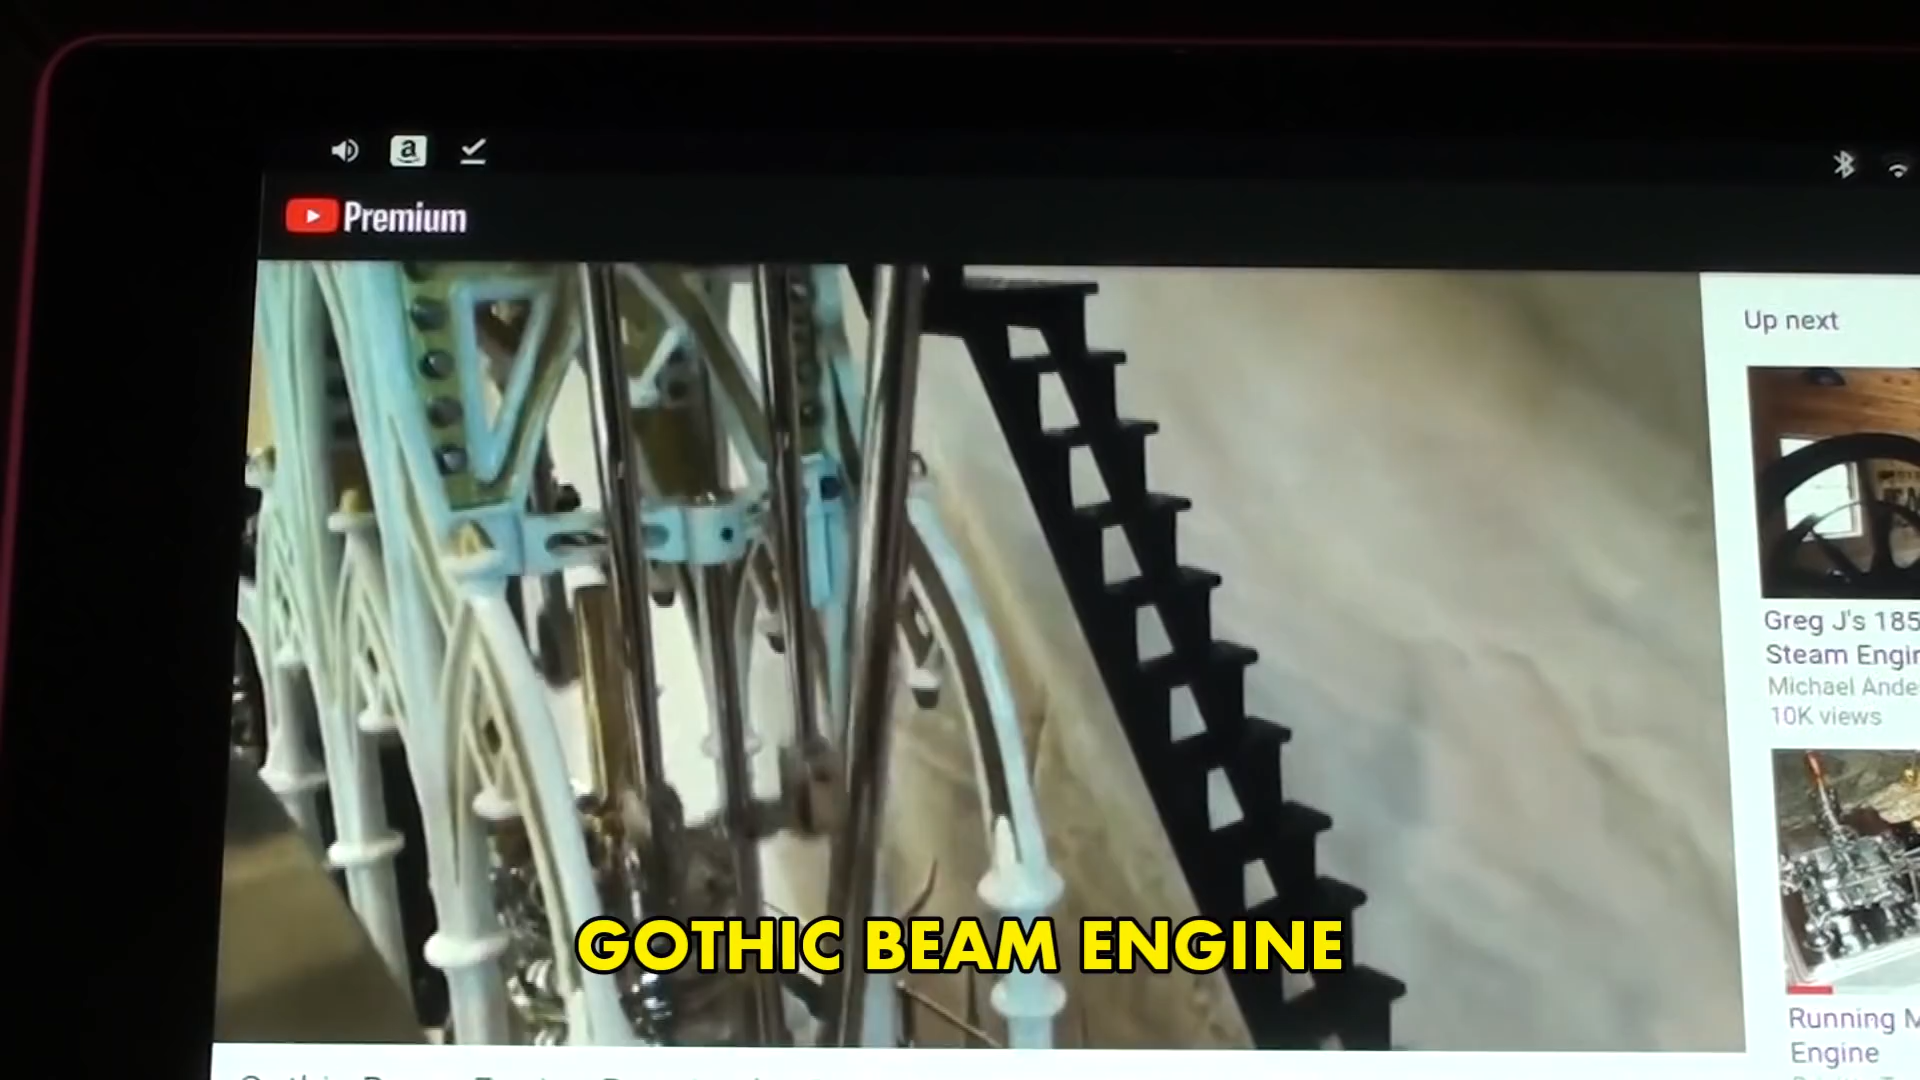 Premium
Up next
Greg J's 185
Steam Engin
Michael Ande
10K views
GOTHIC BEAM ENGINE
Running M
Engine